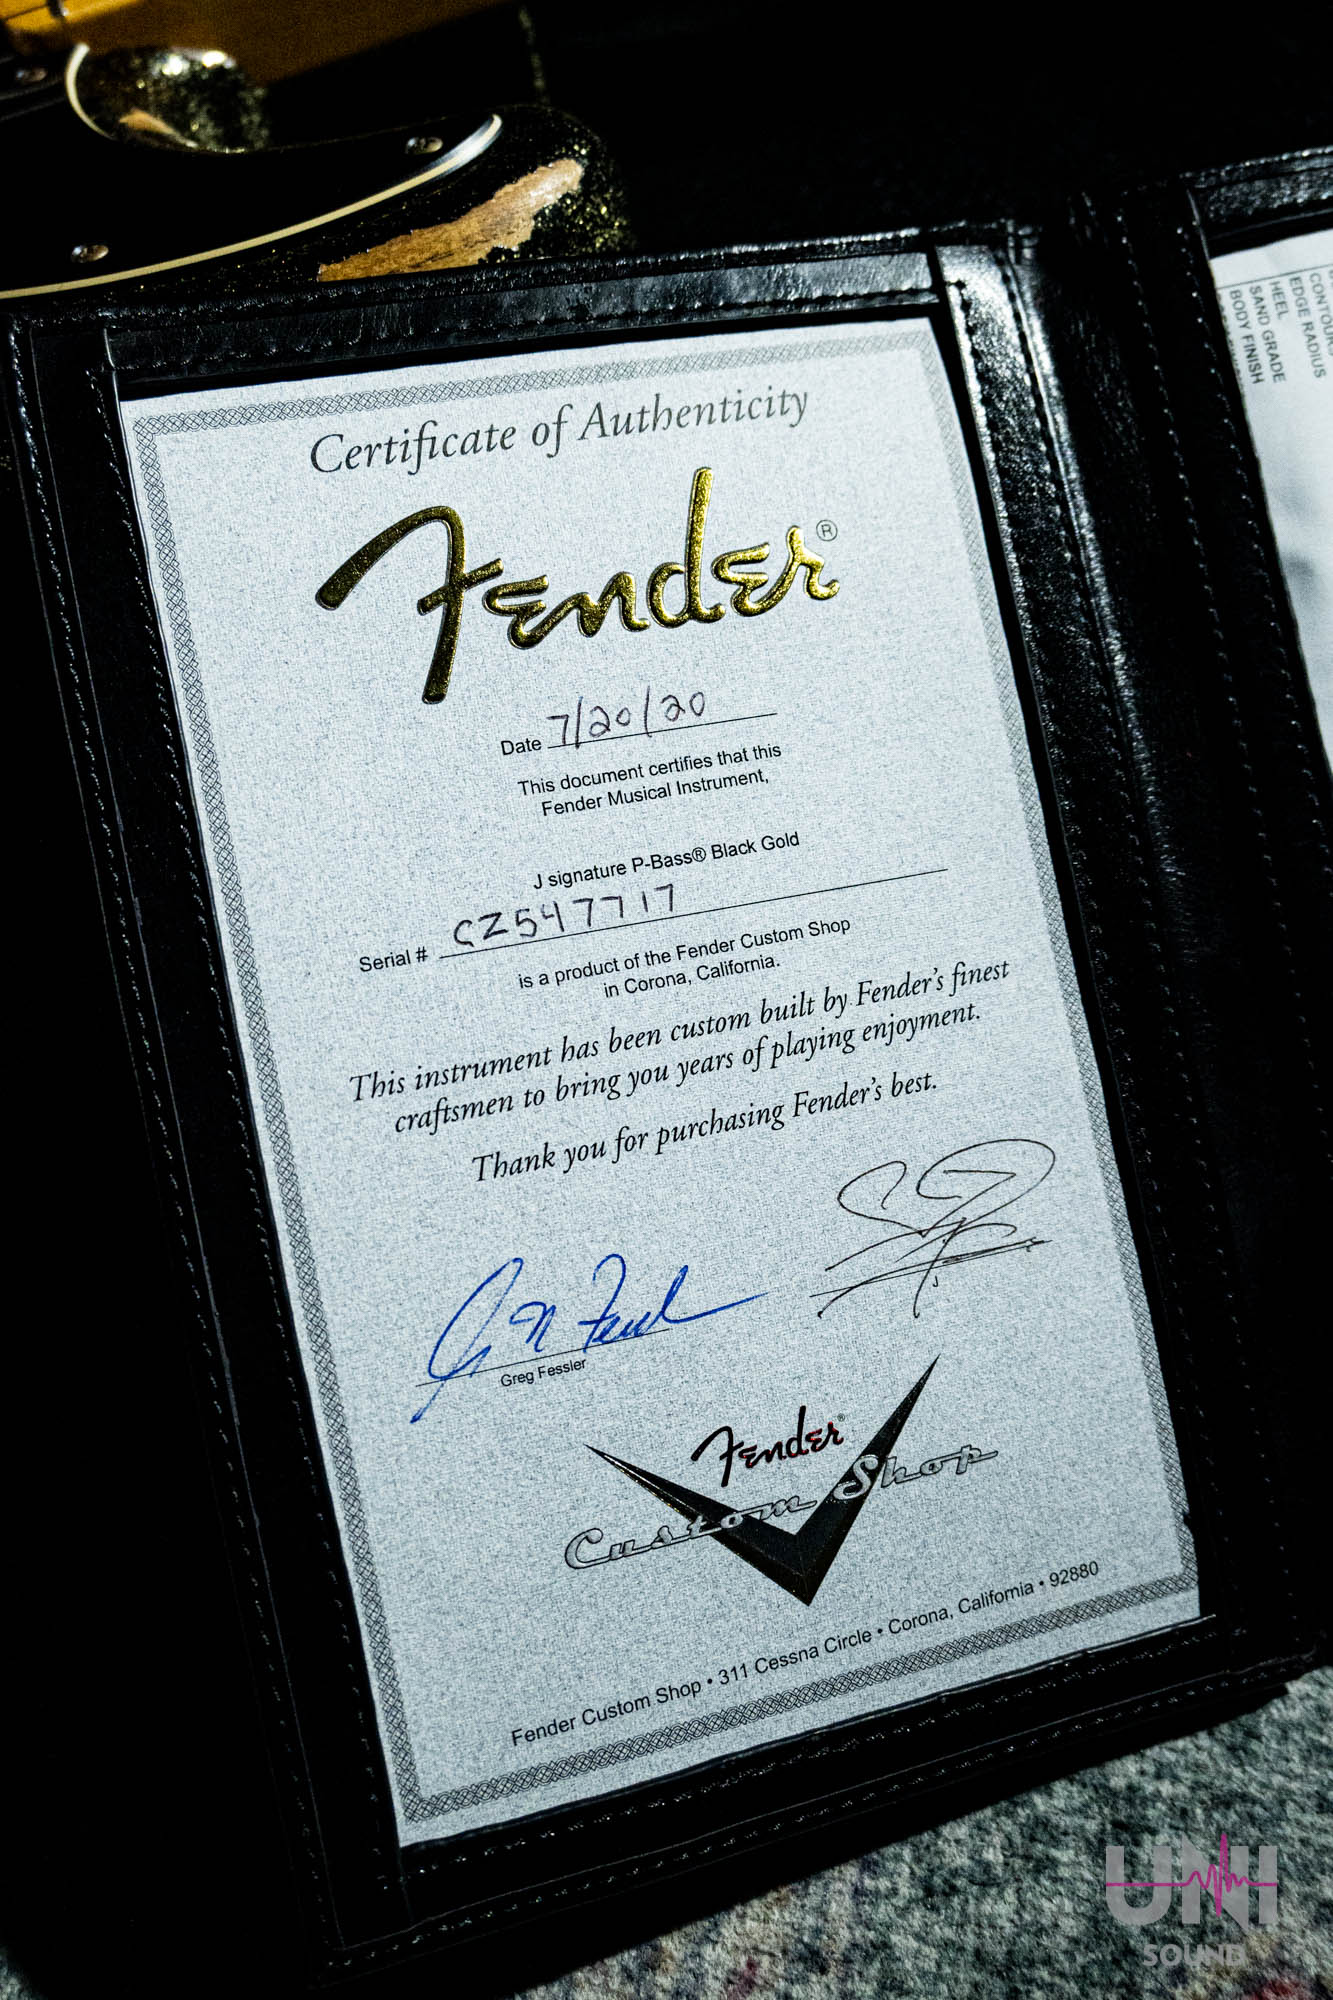 Certificate of Authenticity
Fender®
Date 7/20/20
This document certifies that this
Fender Musical Instrument,
J signature P-Bass® Black Gold
Serial # CZ547717
is a product of the Fender Custom Shop
in Corona, California.
This instrument has been custom built by Fender's finest
craftsmen to bring you years of playing enjoyment.
Thank you for purchasing Fender's best.
Greg Fessler
J
Fender®
Custom Shop
Fender Custom Shop • 311 Cessna Circle • Corona, California • 92880
EDGE RADIUS
HEEL
SAND GRADE
BODY FINISH
UNI
SOUND